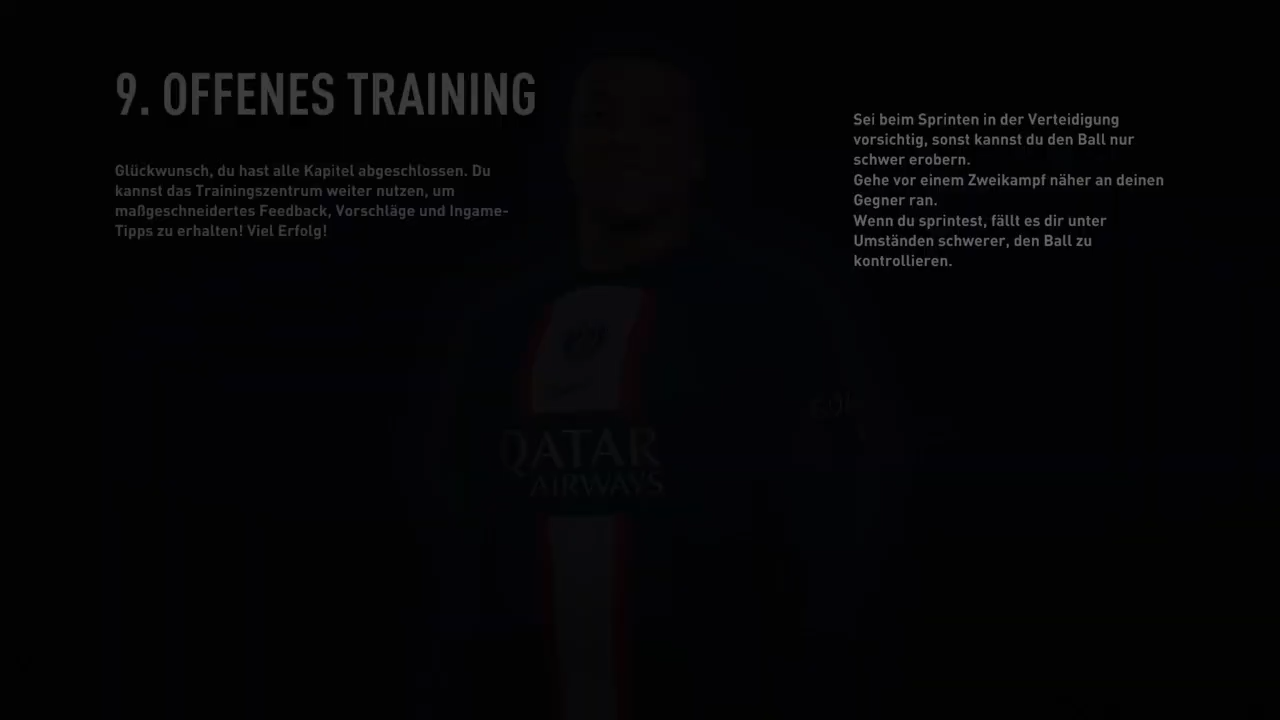 9. OFFENES TRAINING
Glückwunsch, du hast alle Kapitel abgeschlossen. Du
kannst das Trainingszentrum weiter nutzen, um
maßgeschneidertes Feedback, Vorschläge und Ingame-
Tipps zu erhalten! Viel Erfolg!
Sei beim Sprinten in der Verteidigung
vorsichtig, sonst kannst du den Ball nur
schwer erobern.
Gehe vor einem Zweikampf näher an deinen
Gegner ran.
Wenn du sprintest, fällt es dir unter
Umständen schwerer, den Ball zu
kontrollieren.
QATAR
AIRWAYS